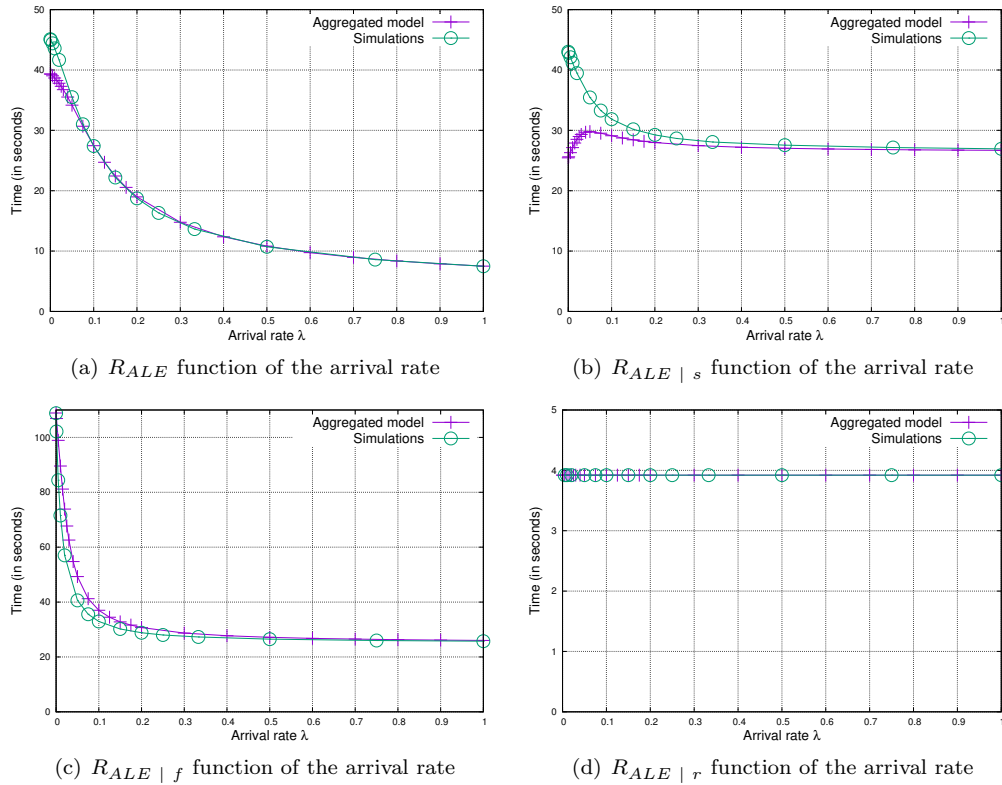 Aggregated model
Simulations
50
40
30
20
10
0
Time (in seconds)
0 0.1 0.2 0.3 0.4 0.5 0.6 0.7 0.8 0.9 1
Arrival rate λ
(a) R_ALE function of the arrival rate
Aggregated model
Simulations
50
40
30
20
10
0
Time (in seconds)
0 0.1 0.2 0.3 0.4 0.5 0.6 0.7 0.8 0.9 1
Arrival rate λ
(b) R_ALE | s function of the arrival rate
Aggregated model
Simulations
100
80
60
40
20
0
Time (in seconds)
0 0.1 0.2 0.3 0.4 0.5 0.6 0.7 0.8 0.9 1
Arrival rate λ
(c) R_ALE | f function of the arrival rate
Aggregated model
Simulations
5
4
3
2
1
0
Time (in seconds)
0 0.1 0.2 0.3 0.4 0.5 0.6 0.7 0.8 0.9 1
Arrival rate λ
(d) R_ALE | r function of the arrival rate